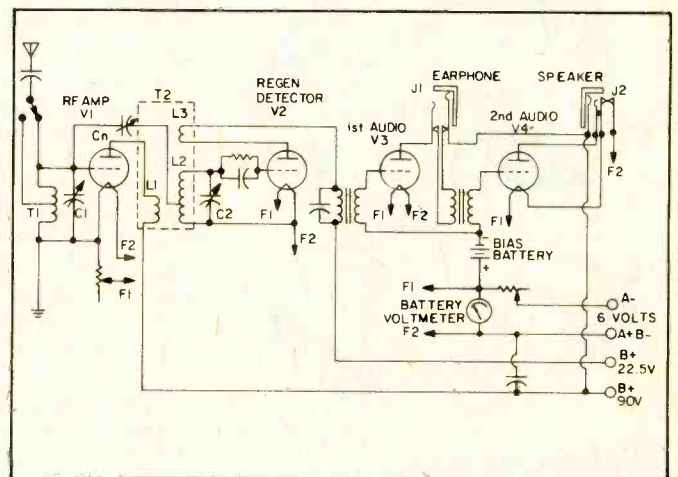 EARPHONE
SPEAKER
J1
J2
T2
REGEN
DETECTOR
V2
RF AMP
V1
L3
Cn
1st AUDIO
V3
2nd AUDIO
V4
F2
L2
L1
T1
C1
C2
F1
F1
F2
F1
F2
F2
F1
BIAS
BATTERY
F1
BATTERY
VOLTMETER
F2
A-
6 VOLTS
A+B-
B+
22.5V
B+
90V